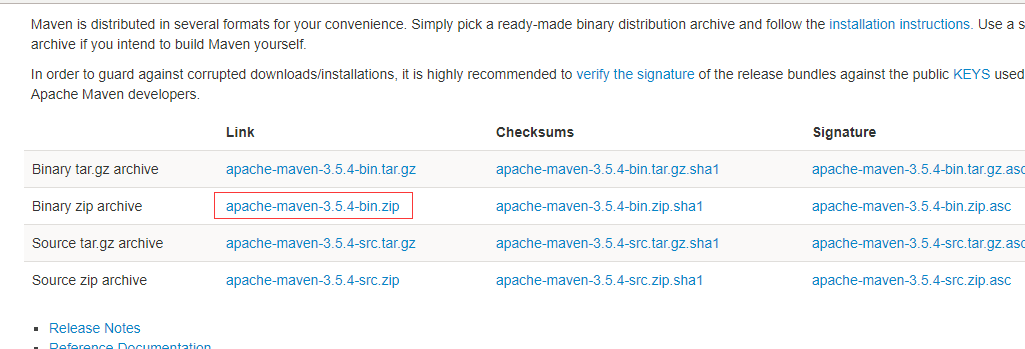 Maven is distributed in several formats for your convenience. Simply pick a ready-made binary distribution archive and follow the installation instructions. Use a s
archive if you intend to build Maven yourself.
In order to guard against corrupted downloads/installations, it is highly recommended to verify the signature of the release bundles against the public KEYS used
Apache Maven developers.
Link Checksums Signature
Binary tar.gz archive apache-maven-3.5.4-bin.tar.gz apache-maven-3.5.4-bin.tar.gz.sha1 apache-maven-3.5.4-bin.tar.gz.asc
Binary zip archive apache-maven-3.5.4-bin.zip apache-maven-3.5.4-bin.zip.sha1 apache-maven-3.5.4-bin.zip.asc
Source tar.gz archive apache-maven-3.5.4-src.tar.gz apache-maven-3.5.4-src.tar.gz.sha1 apache-maven-3.5.4-src.tar.gz.asc
Source zip archive apache-maven-3.5.4-src.zip apache-maven-3.5.4-src.zip.sha1 apache-maven-3.5.4-src.zip.asc
Release Notes
Reference Documentation